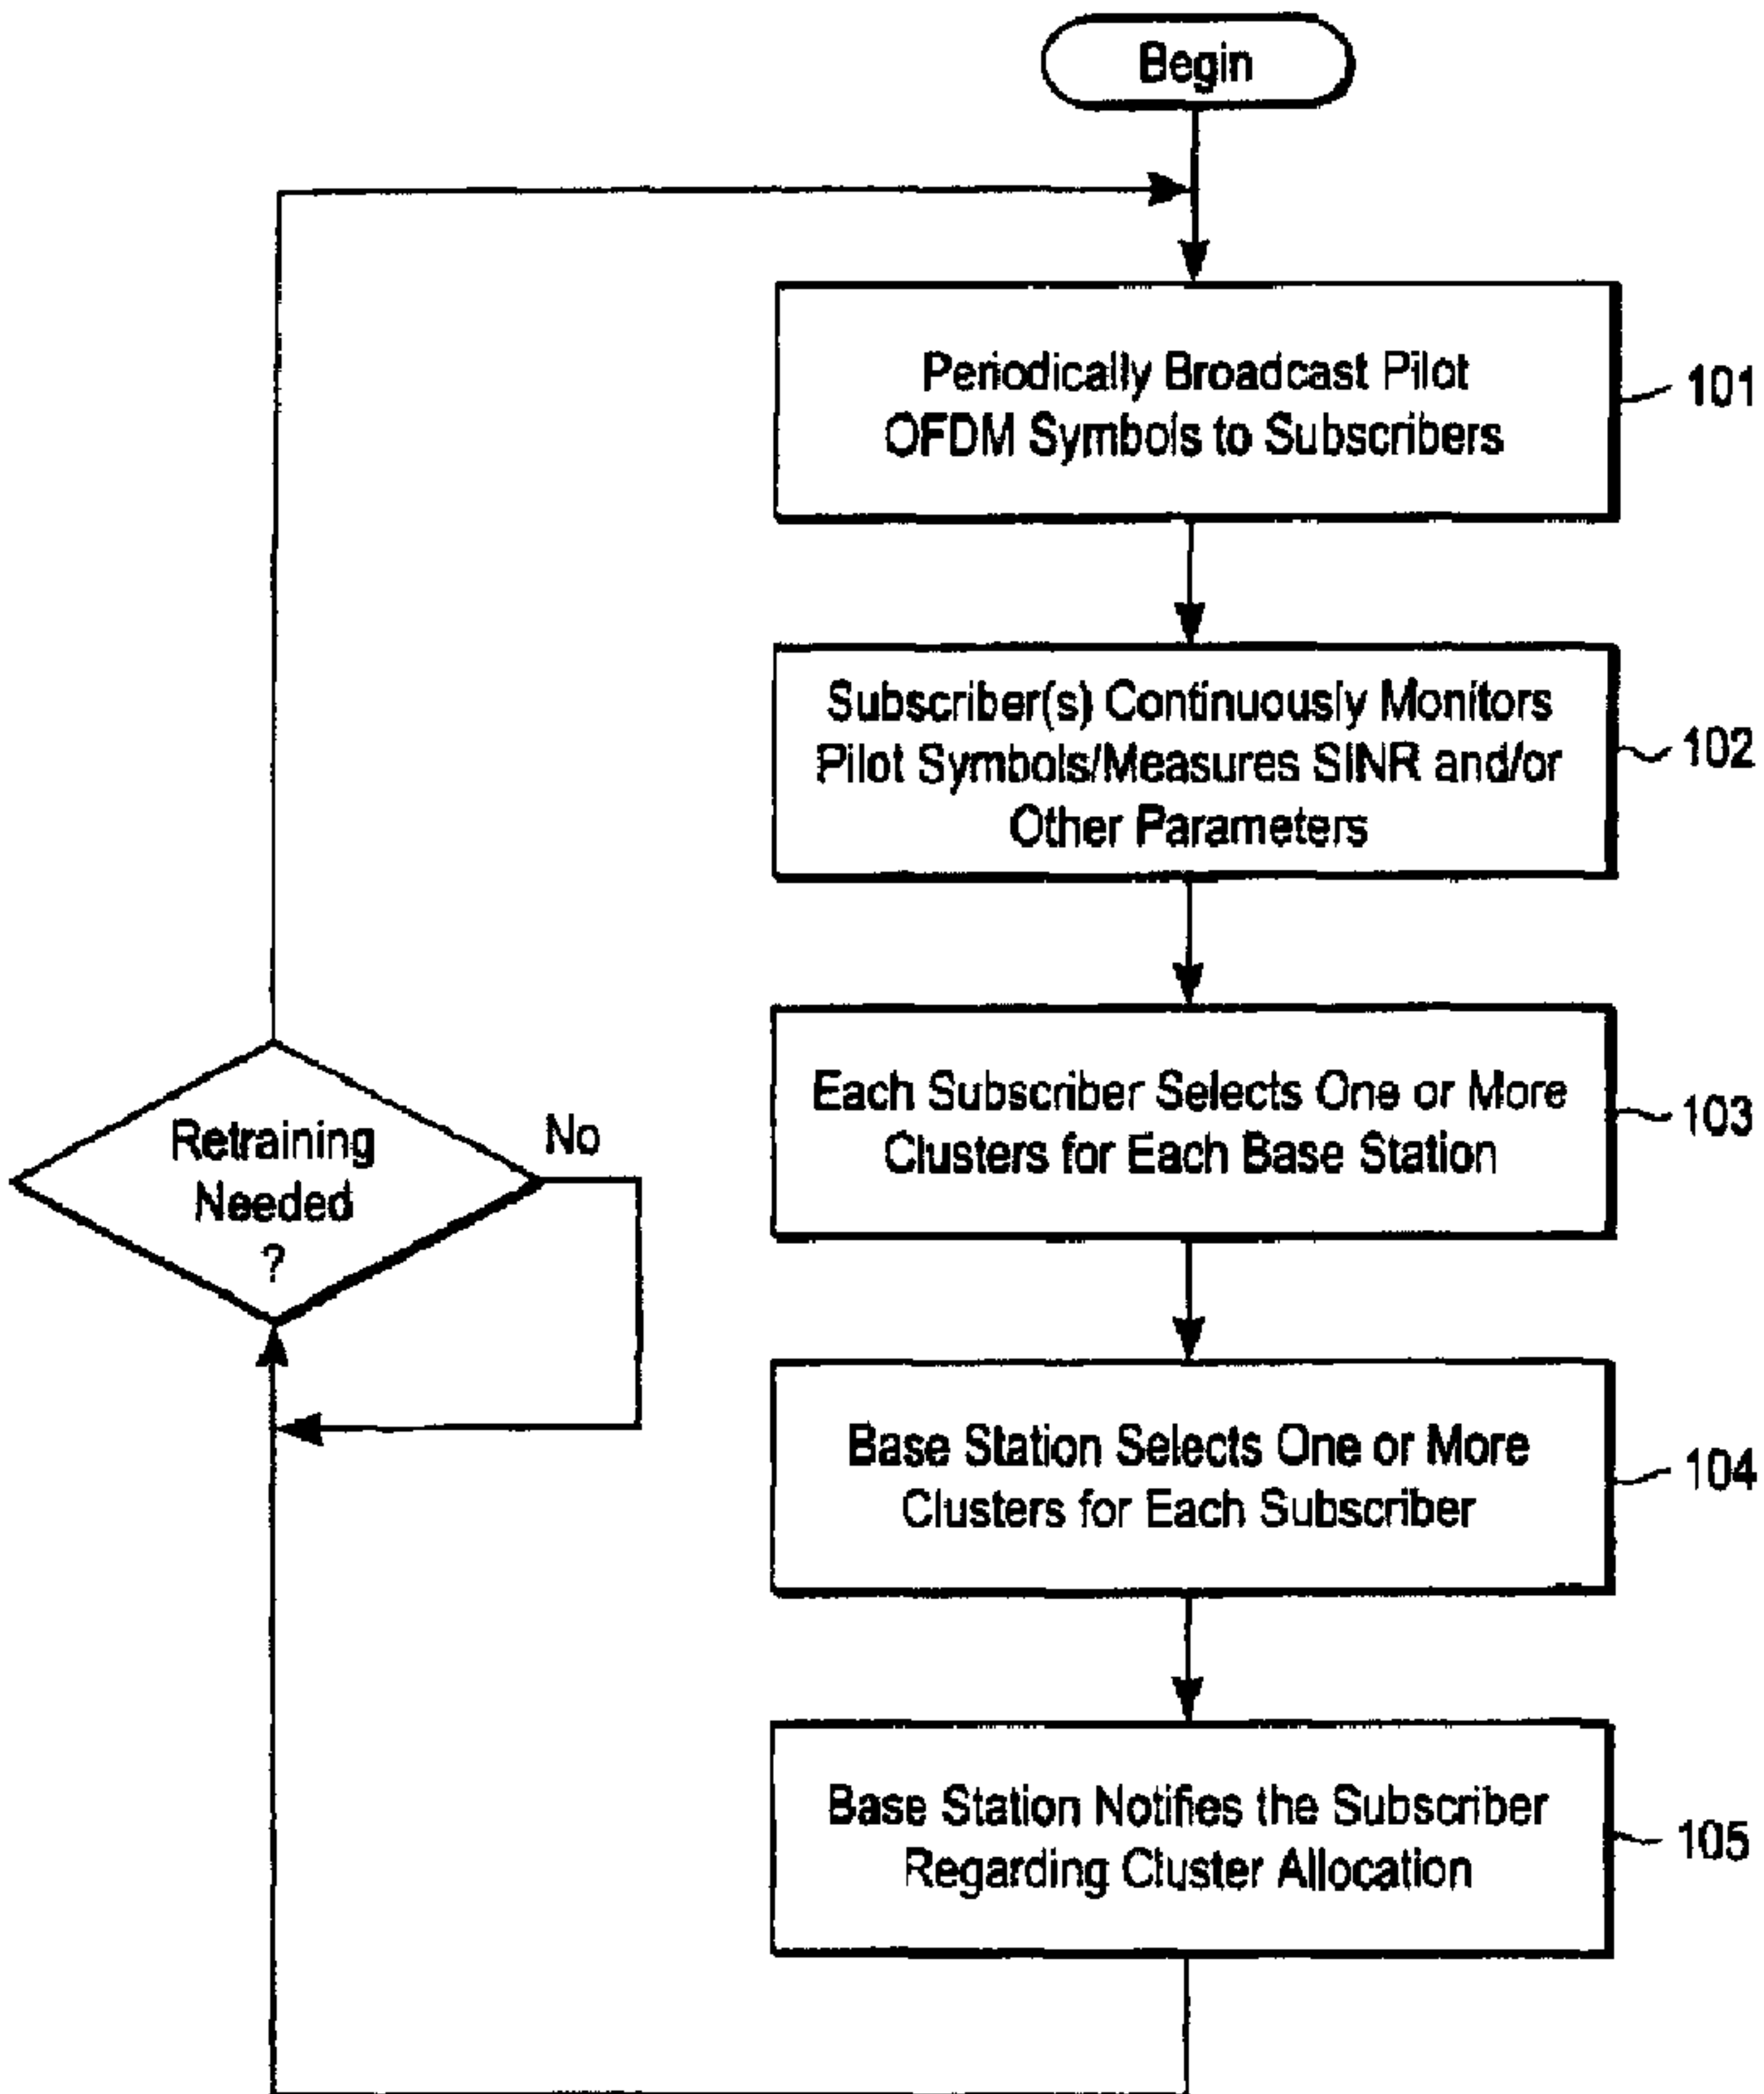 Begin
Periodically Broadcast Pilot
OFDM Symbols to Subscribers
101
Subscriber(s) Continuously Monitors
Pilot Symbols/Measures SINR and/or
Other Parameters
102
Each Subscriber Selects One or More
Clusters for Each Base Station
103
Retraining
Needed
?
No
Base Station Selects One or More
Clusters for Each Subscriber
104
Base Station Notifies the Subscriber
Regarding Cluster Allocation
105